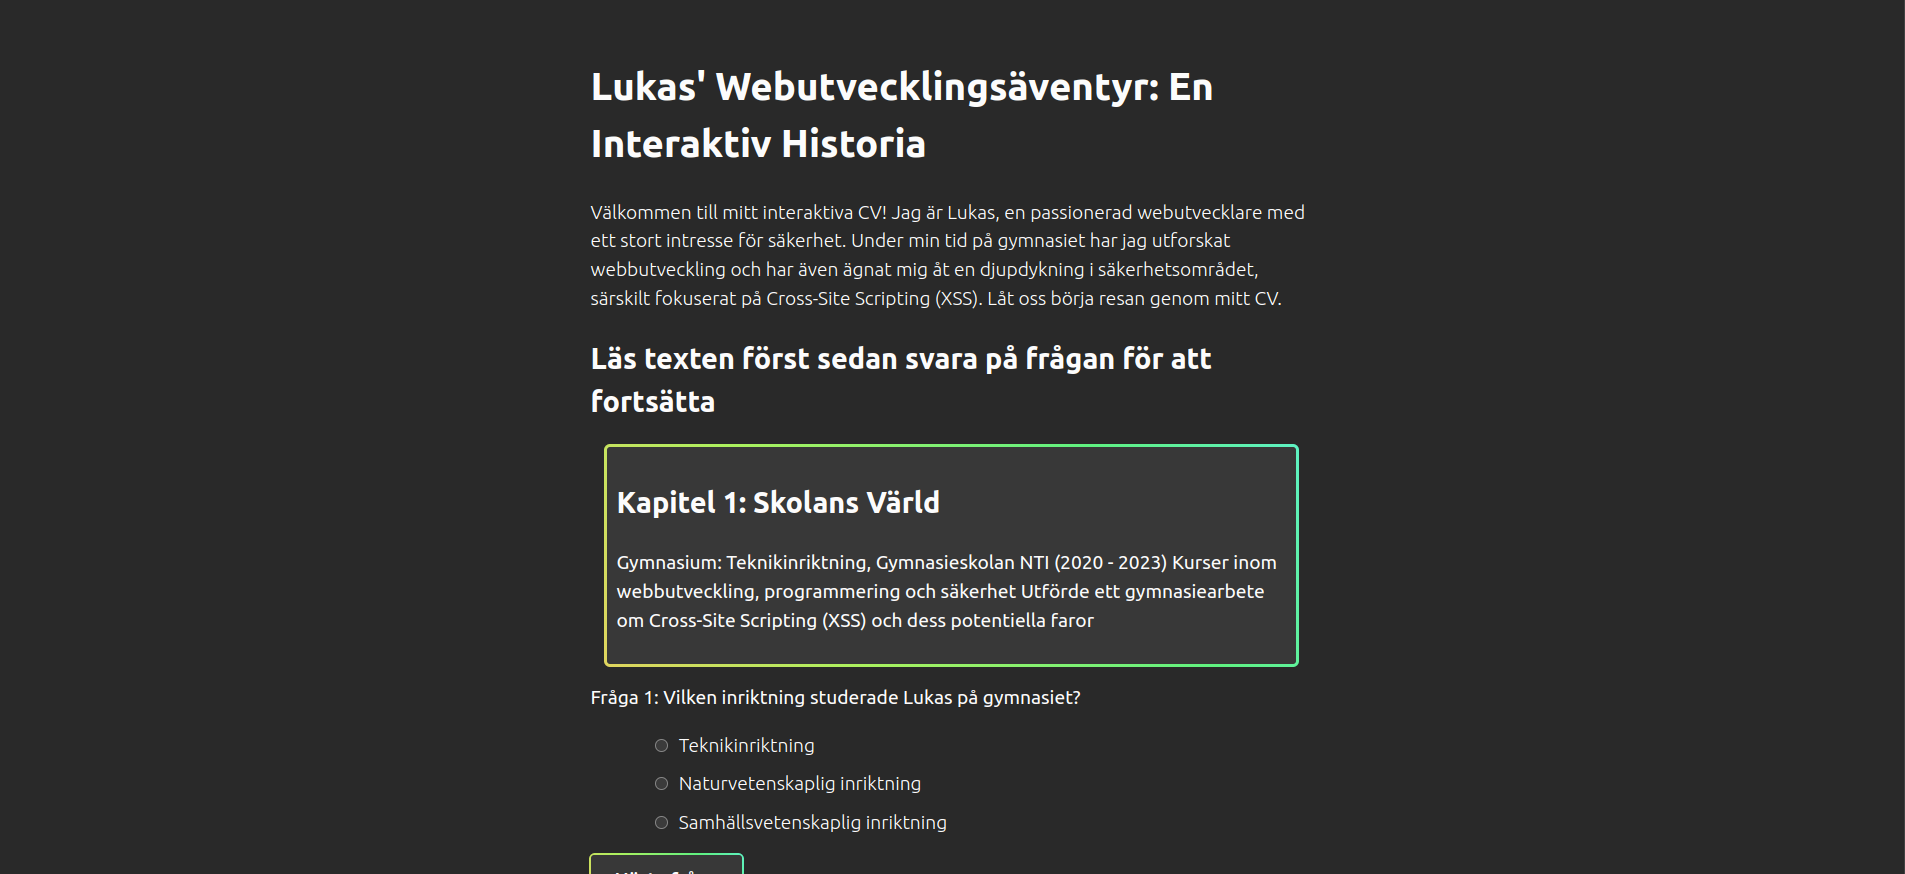 Lukas' Webutvecklingsäventyr: En
Interaktiv Historia
Välkommen till mitt interaktiva CV! Jag är Lukas, en passionerad webutvecklare med
ett stort intresse för säkerhet. Under min tid på gymnasiet har jag utforskat
webbutveckling och har även ägnat mig åt en djupdykning i säkerhetsområdet,
särskilt fokuserat på Cross-Site Scripting (XSS). Låt oss börja resan genom mitt CV.
Läs texten först sedan svara på frågan för att
fortsätta
Kapitel 1: Skolans Värld
Gymnasium: Teknikinriktning, Gymnasieskolan NTI (2020 - 2023) Kurser inom
webbutveckling, programmering och säkerhet Utförde ett gymnasiearbete
om Cross-Site Scripting (XSS) och dess potentiella faror
Fråga 1: Vilken inriktning studerade Lukas på gymnasiet?
Teknikinriktning
Naturvetenskaplig inriktning
Samhällsvetenskaplig inriktning